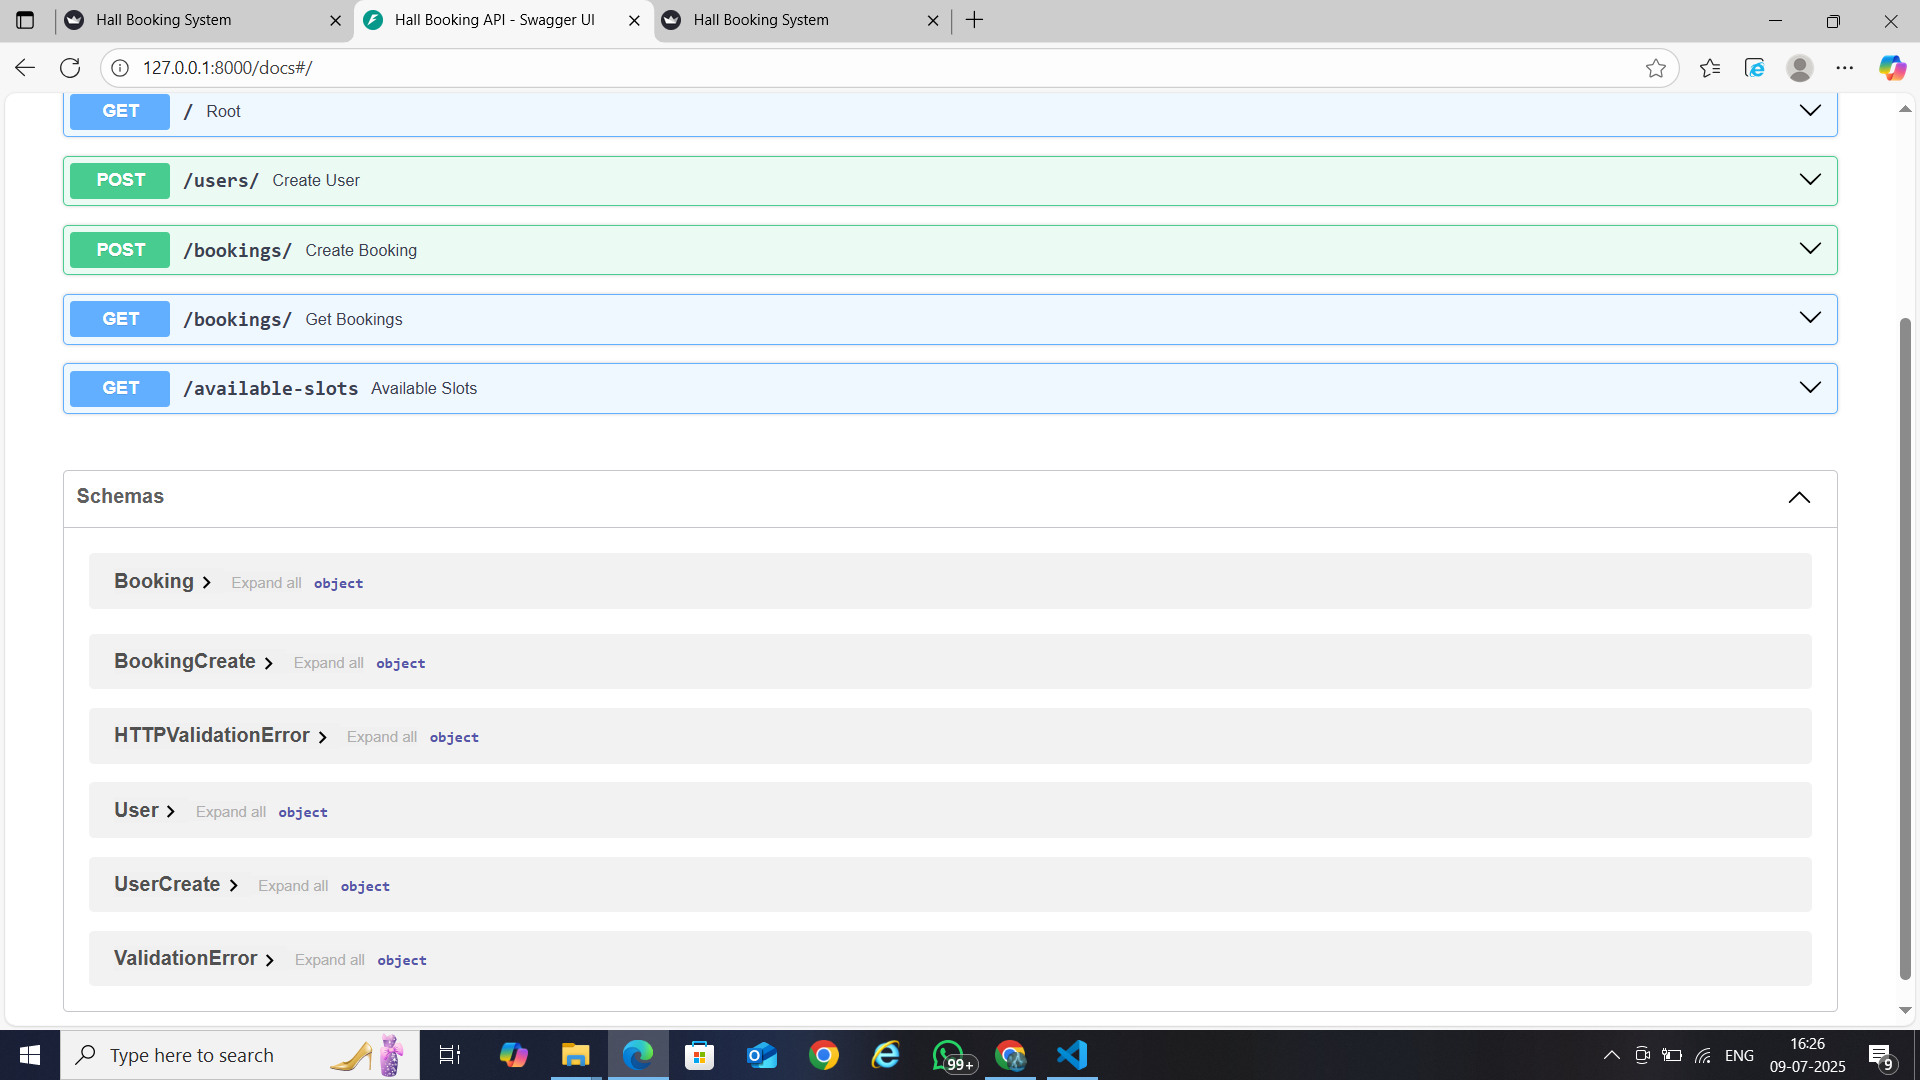 Hall Booking System
Hall Booking API - Swagger UI
Hall Booking System
127.0.0.1:8000/docs#/
GET / Root
POST /users/ Create User
POST /bookings/ Create Booking
GET /bookings/ Get Bookings
GET /available-slots Available Slots
Schemas
Booking Expand all object
BookingCreate Expand all object
HTTPValidationError Expand all object
User Expand all object
UserCreate Expand all object
ValidationError Expand all object
Type here to search
99+
ENG
16:26
09-07-2025
9